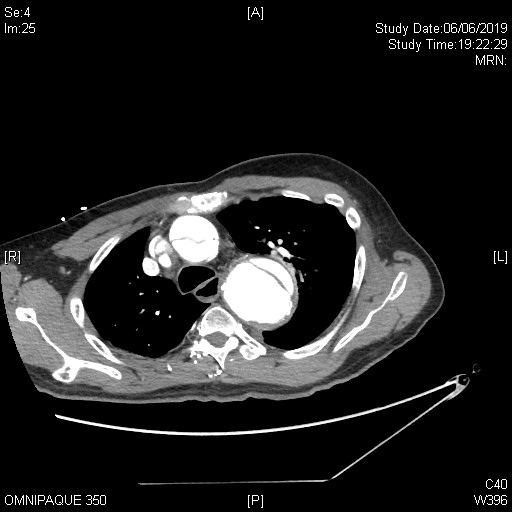 Se:4
Im:25
[A]
Study Date:06/06/2019
Study Time:19:22:29
MRN:
[R]
[L]
OMNIPAQUE 350
[P]
C40
W396